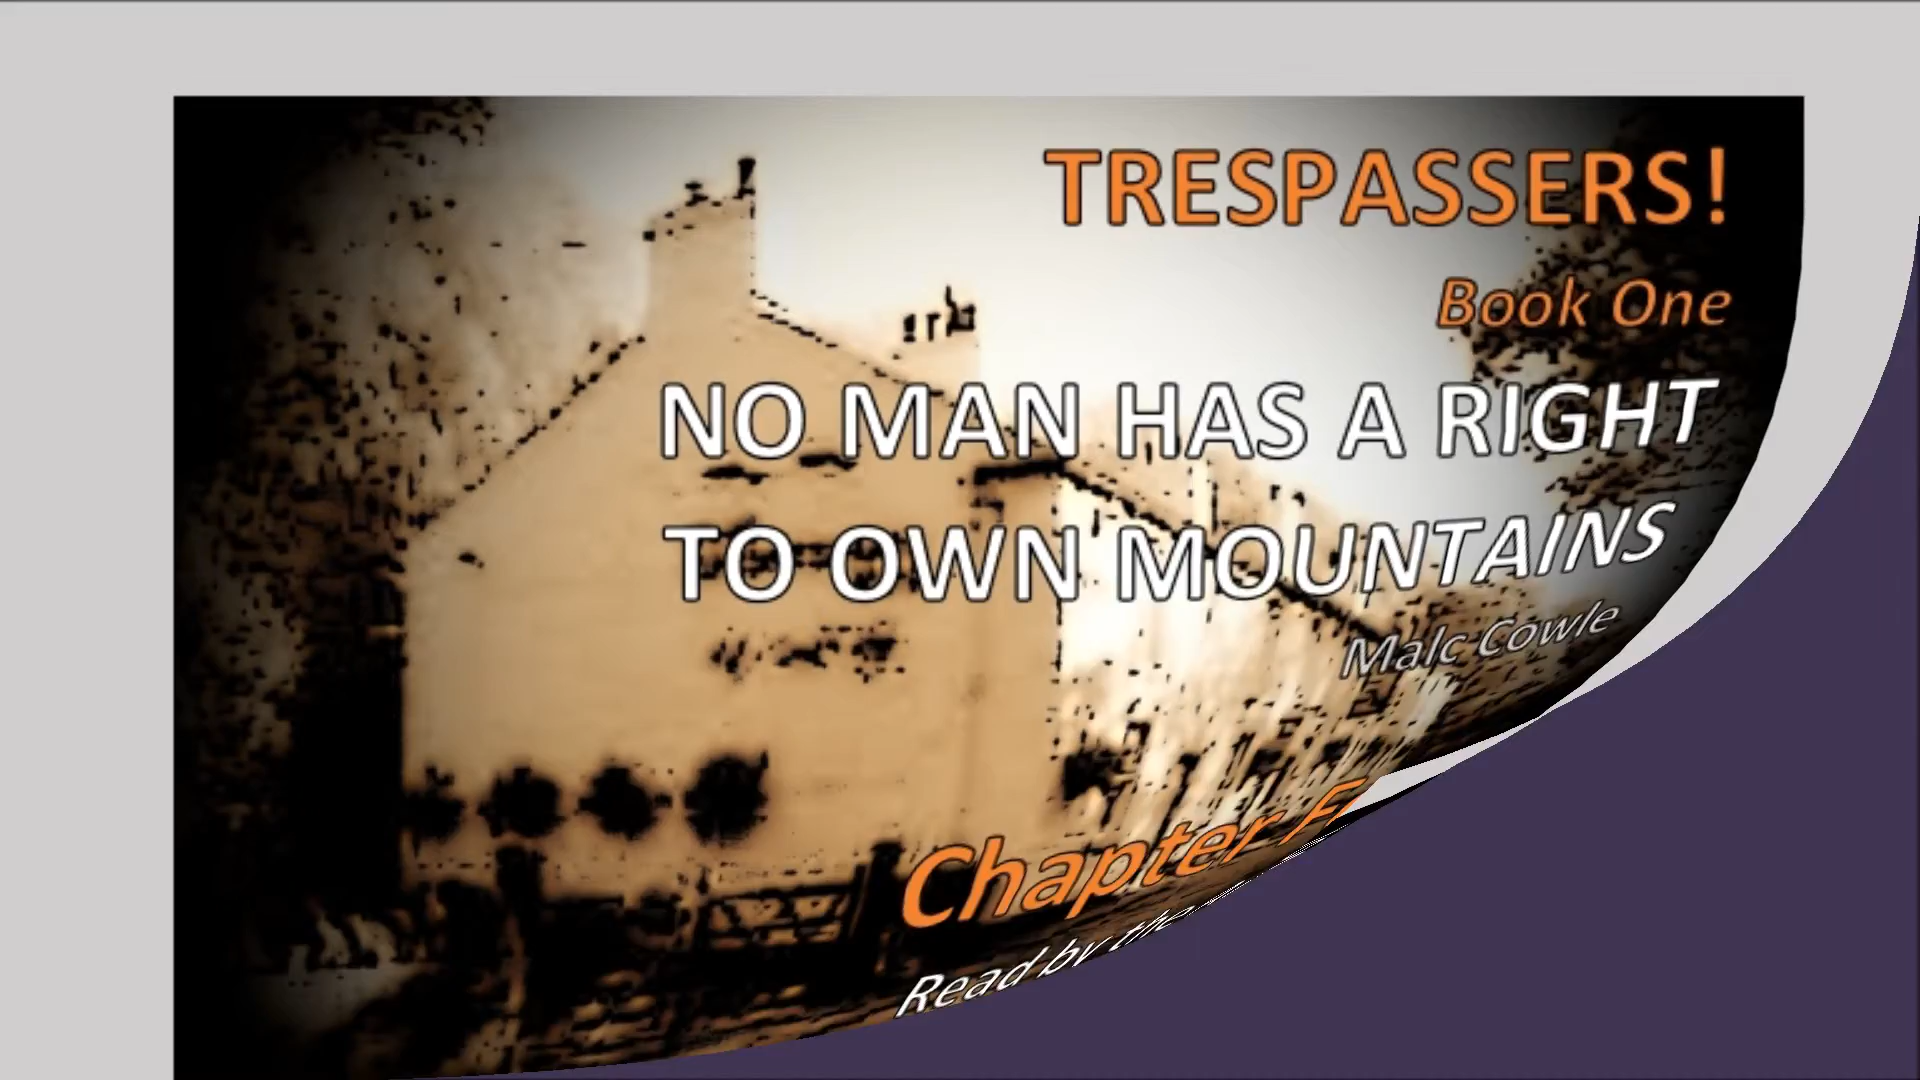 TRESPASSERS!
Book One
NO MAN HAS A RIGHT
TO OWN MOUNTAINS
Malc Cowle
Chapter
Read by the